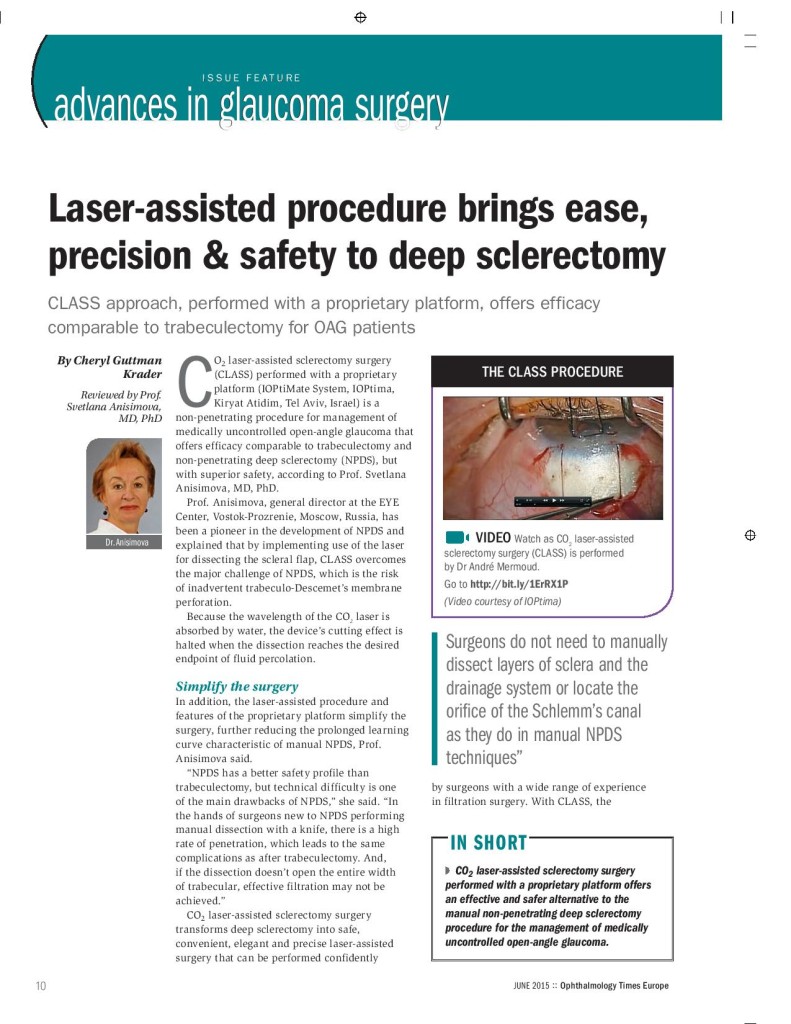 ISSUE FEATURE
advances in glaucoma surgery
Laser-assisted procedure brings ease,
precision & safety to deep sclerectomy
CLASS approach, performed with a proprietary platform, offers efficacy
comparable to trabeculectomy for OAG patients
By Cheryl Guttman
Krader
Reviewed by Prof.
Svetlana Anisimova,
MD, PhD
Dr. Anisimova
CO₂ laser-assisted sclerectomy surgery
(CLASS) performed with a proprietary
platform (IOPtiMate System, IOPtima,
Kiryat Atidim, Tel Aviv, Israel) is a
non-penetrating procedure for management of
medically uncontrolled open-angle glaucoma that
offers efficacy comparable to trabeculectomy and
non-penetrating deep sclerectomy (NPDS), but
with superior safety, according to Prof. Svetlana
Anisimova, MD, PhD.
Prof. Anisimova, general director at the EYE
Center, Vostok-Prozrenie, Moscow, Russia, has
been a pioneer in the development of NPDS and
explained that by implementing use of the laser
for dissecting the scleral flap, CLASS overcomes
the major challenge of NPDS, which is the risk
of inadvertent trabeculo-Descemet's membrane
perforation.
Because the wavelength of the CO₂ laser is
absorbed by water, the device's cutting effect is
halted when the dissection reaches the desired
endpoint of fluid percolation.
Simplify the surgery
In addition, the laser-assisted procedure and
features of the proprietary platform simplify the
surgery, further reducing the prolonged learning
curve characteristic of manual NPDS, Prof.
Anisimova said.
"NPDS has a better safety profile than
trabeculectomy, but technical difficulty is one
of the main drawbacks of NPDS," she said. "In
the hands of surgeons new to NPDS performing
manual dissection with a knife, there is a high
rate of penetration, which leads to the same
complications as after trabeculectomy. And,
if the dissection doesn't open the entire width
of trabecular, effective filtration may not be
achieved."
CO₂ laser-assisted sclerectomy surgery
transforms deep sclerectomy into safe,
convenient, elegant and precise laser-assisted
surgery that can be performed confidently
THE CLASS PROCEDURE
VIDEO Watch as CO₂ laser-assisted
sclerectomy surgery (CLASS) is performed
by Dr André Mermoud.
Go to http://bit.ly/1ErRX1P
(Video courtesy of IOPtima)
Surgeons do not need to manually
dissect layers of sclera and the
drainage system or locate the
orifice of the Schlemm's canal
as they do in manual NPDS
techniques"
by surgeons with a wide range of experience
in filtration surgery. With CLASS, the
IN SHORT
CO₂ laser-assisted sclerectomy surgery
performed with a proprietary platform offers
an effective and safer alternative to the
manual non-penetrating deep sclerectomy
procedure for the management of medically
uncontrolled open-angle glaucoma.
10
JUNE 2015 :: Ophthalmology Times Europe